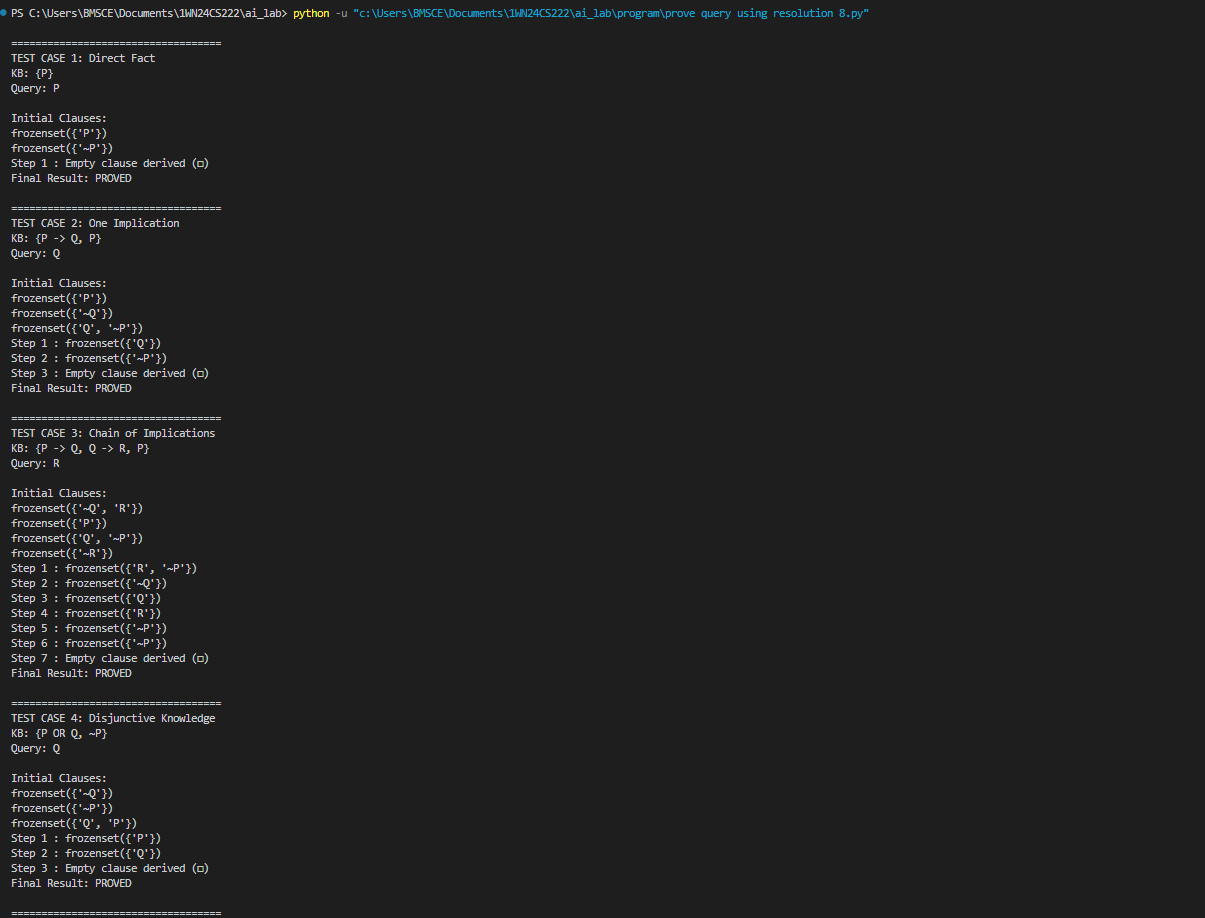 PS C:\Users\BMSCE\Documents\1WN24CS222\ai_lab> python -u "c:\Users\BMSCE\Documents\1WN24CS222\ai_lab\program\prove query using resolution 8.py"
===================================
TEST CASE 1: Direct Fact
KB: {P}
Query: P
Initial Clauses:
frozenset({'P'})
frozenset({'~P'})
Step 1 : Empty clause derived (□)
Final Result: PROVED
===================================
TEST CASE 2: One Implication
KB: {P -> Q, P}
Query: Q
Initial Clauses:
frozenset({'P'})
frozenset({'~Q'})
frozenset({'Q', '~P'})
Step 1 : frozenset({'Q'})
Step 2 : frozenset({'~P'})
Step 3 : Empty clause derived (□)
Final Result: PROVED
===================================
TEST CASE 3: Chain of Implications
KB: {P -> Q, Q -> R, P}
Query: R
Initial Clauses:
frozenset({'~Q', 'R'})
frozenset({'P'})
frozenset({'Q', '~P'})
frozenset({'~R'})
Step 1 : frozenset({'R', '~P'})
Step 2 : frozenset({'~Q'})
Step 3 : frozenset({'Q'})
Step 4 : frozenset({'R'})
Step 5 : frozenset({'~P'})
Step 6 : frozenset({'~P'})
Step 7 : Empty clause derived (□)
Final Result: PROVED
===================================
TEST CASE 4: Disjunctive Knowledge
KB: {P OR Q, ~P}
Query: Q
Initial Clauses:
frozenset({'~Q'})
frozenset({'~P'})
frozenset({'Q', 'P'})
Step 1 : frozenset({'P'})
Step 2 : frozenset({'Q'})
Step 3 : Empty clause derived (□)
Final Result: PROVED
===================================